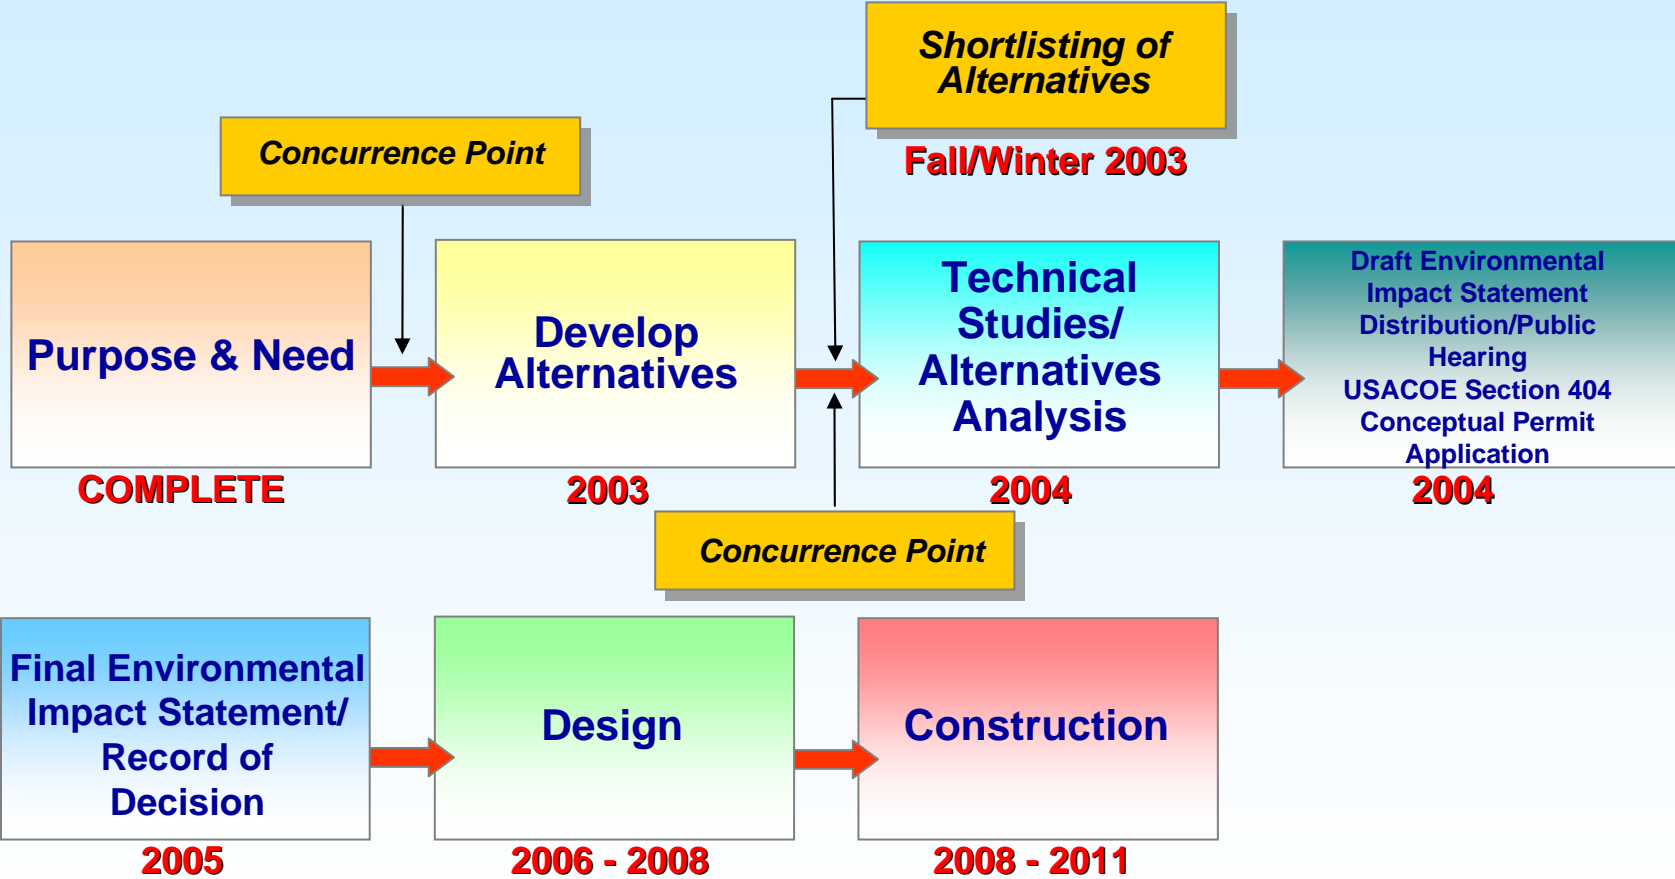 Shortlisting of
Alternatives
Fall/Winter 2003
Concurrence Point
Purpose & Need
COMPLETE
Develop
Alternatives
2003
Technical
Studies/
Alternatives
Analysis
2004
Draft Environmental
Impact Statement
Distribution/Public
Hearing
USACOE Section 404
Conceptual Permit
Application
2004
Concurrence Point
Final Environmental
Impact Statement/
Record of
Decision
2005
Design
2006 - 2008
Construction
2008 - 2011